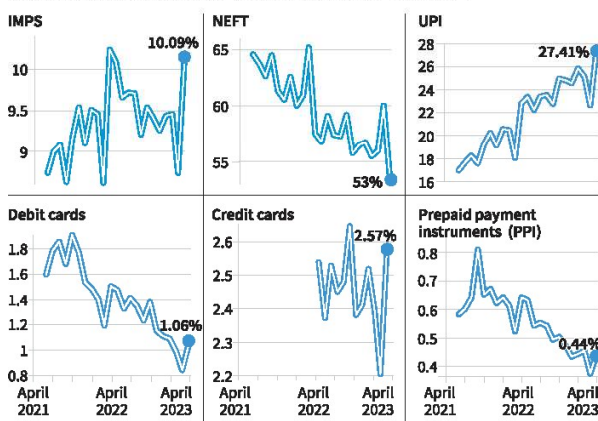 IMPS
10.09%
10
9.5
9
NEFT
65
60
55
53%
UPI
28
27.41%
26
24
22
20
18
16
Debit cards
1.8
1.6
1.4
1.2
1.06%
1
0.8
Credit cards
2.57%
2.6
2.5
2.4
2.3
2.2
Prepaid payment
instruments (PPI)
0.8
0.7
0.6
0.5
0.44%
0.4
April April April
2021 2022 2023
April April April
2021 2022 2023
April April April
2021 2022 2023